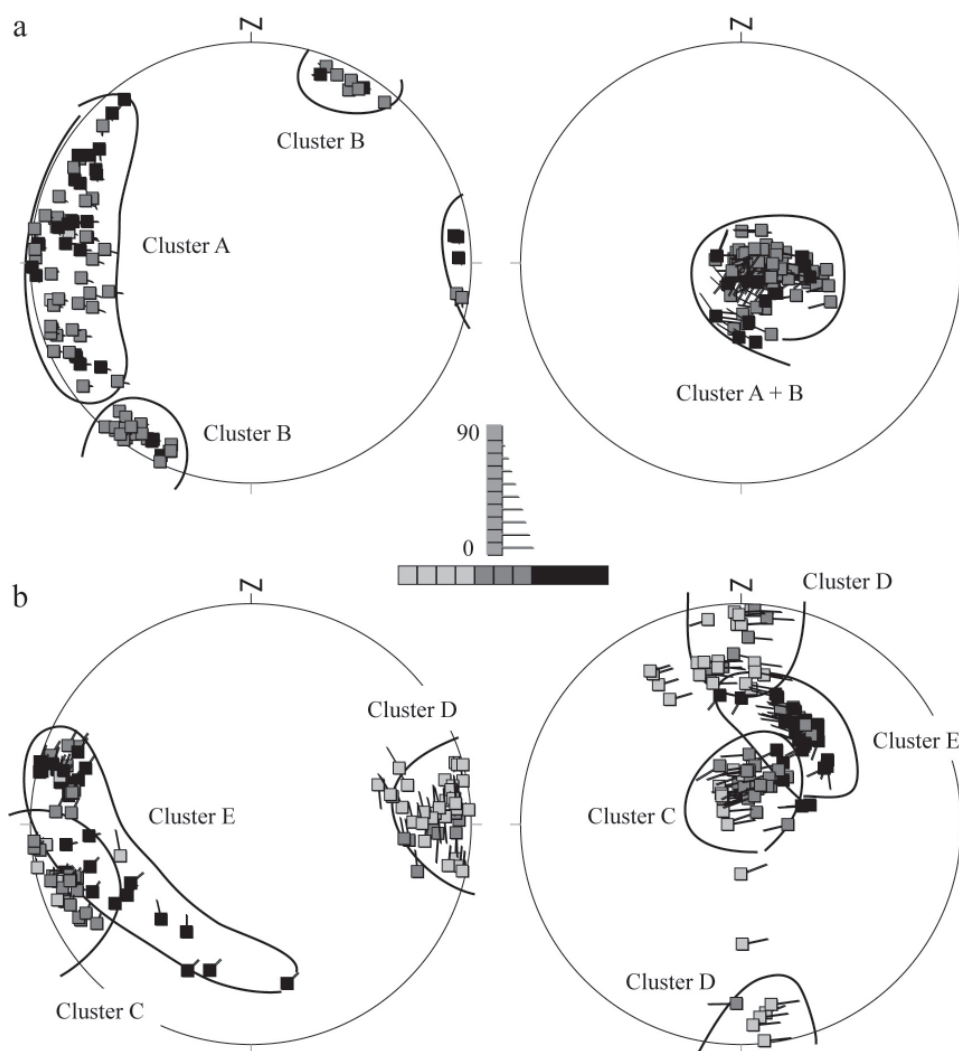 a
Z
Z
Cluster B
Cluster A
Cluster B
Cluster A + B
90
0
b
Z
Z
Cluster D
Cluster D
Cluster E
Cluster E
Cluster C
Cluster C
Cluster D